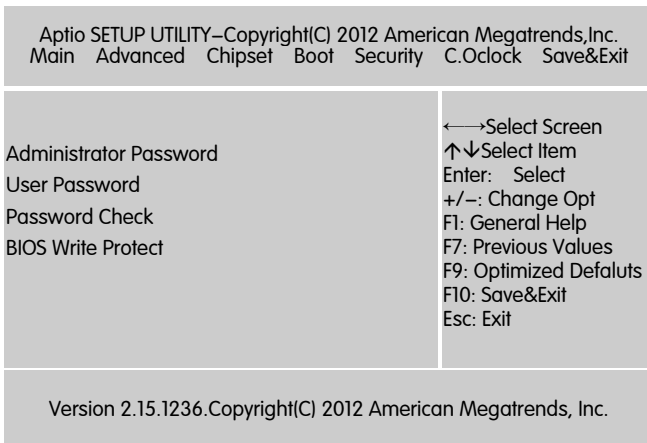 Aptio SETUP UTILITY–Copyright(C) 2012 American Megatrends,Inc.
Main Advanced Chipset Boot Security C.Oclock Save&Exit
Administrator Password
User Password
Password Check
BIOS Write Protect
←→Select Screen
↑↓Select Item
Enter: Select
+/–: Change Opt
F1: General Help
F7: Previous Values
F9: Optimized Defaluts
F10: Save&Exit
Esc: Exit
Version 2.15.1236.Copyright(C) 2012 American Megatrends, Inc.